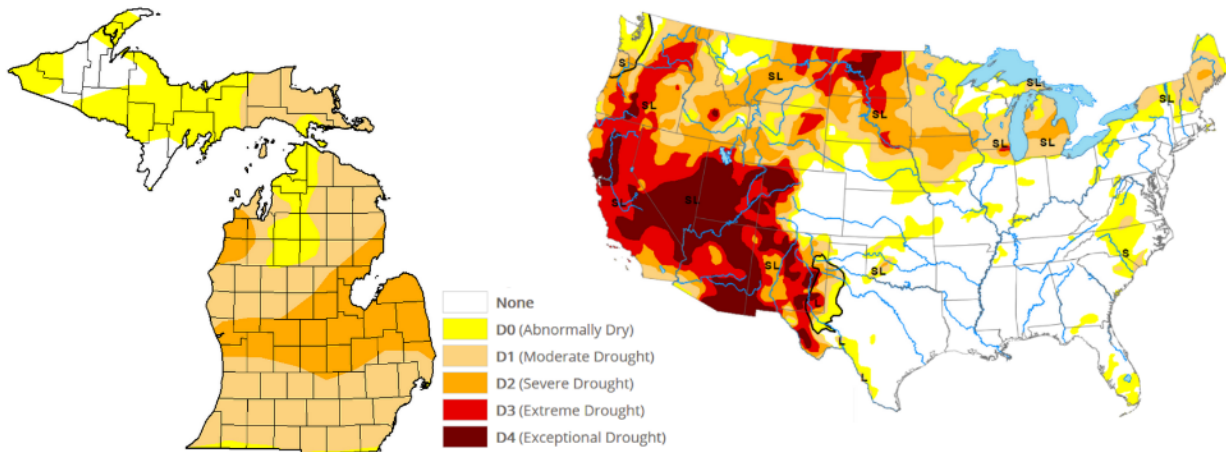 None
D0 (Abnormally Dry)
D1 (Moderate Drought)
D2 (Severe Drought)
D3 (Extreme Drought)
D4 (Exceptional Drought)
S
SL
SL
SL
SL
SL
SL
SL
SL
SL
SL
SL
S
L
L
L